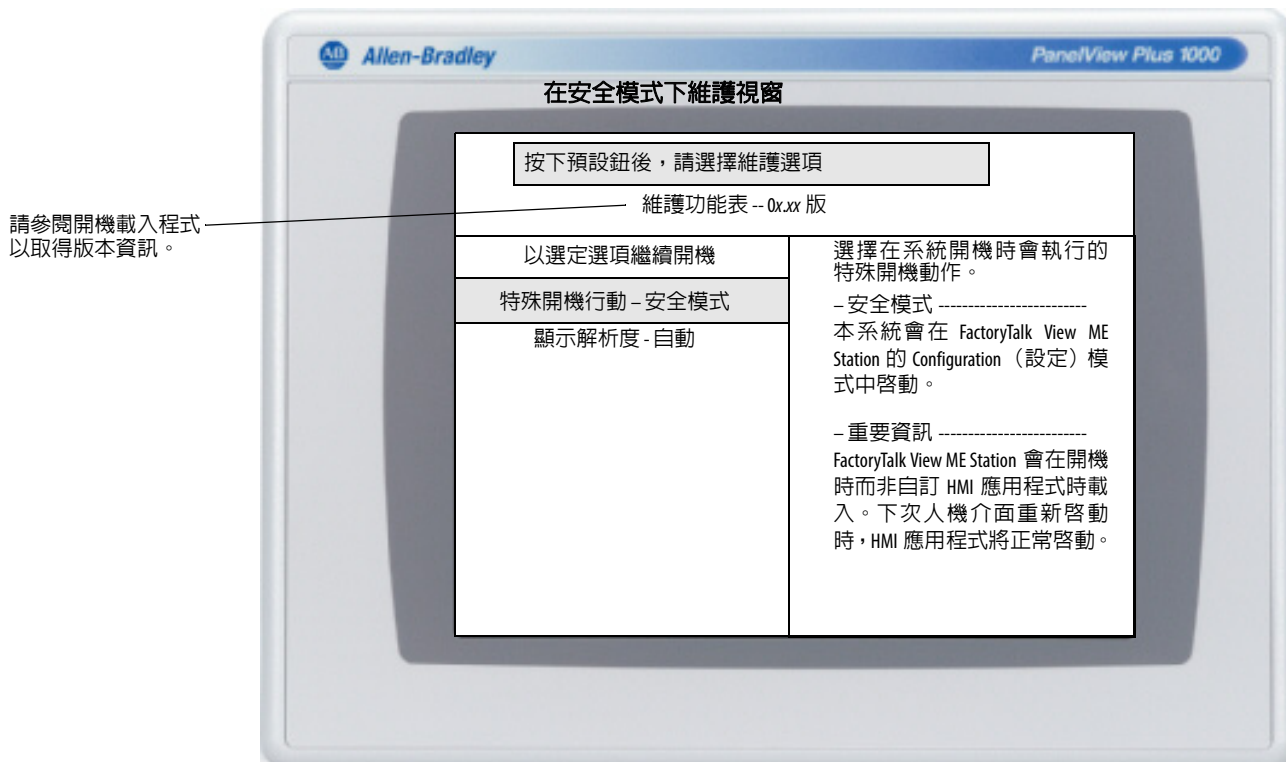 Allen-Bradley
PanelView Plus 1000
在安全模式下維護視窗
按下預設鈕後，請選擇維護選項
維護功能表 -- 0x.xx 版
請參閱開機載入程式
以取得版本資訊。
以選定選項繼續開機
特殊開機行動 – 安全模式
顯示解析度 - 自動
選擇在系統開機時會執行的
特殊開機動作。
– 安全模式 -------------------------
本系統會在 FactoryTalk View ME
Station 的 Configuration（設定）模
式中啓動。
– 重要資訊 -------------------------
FactoryTalk View ME Station 會在開機
時而非自訂 HMI 應用程式時載
入。下次人機介面重新啓動
時，HMI 應用程式將正常啓動。